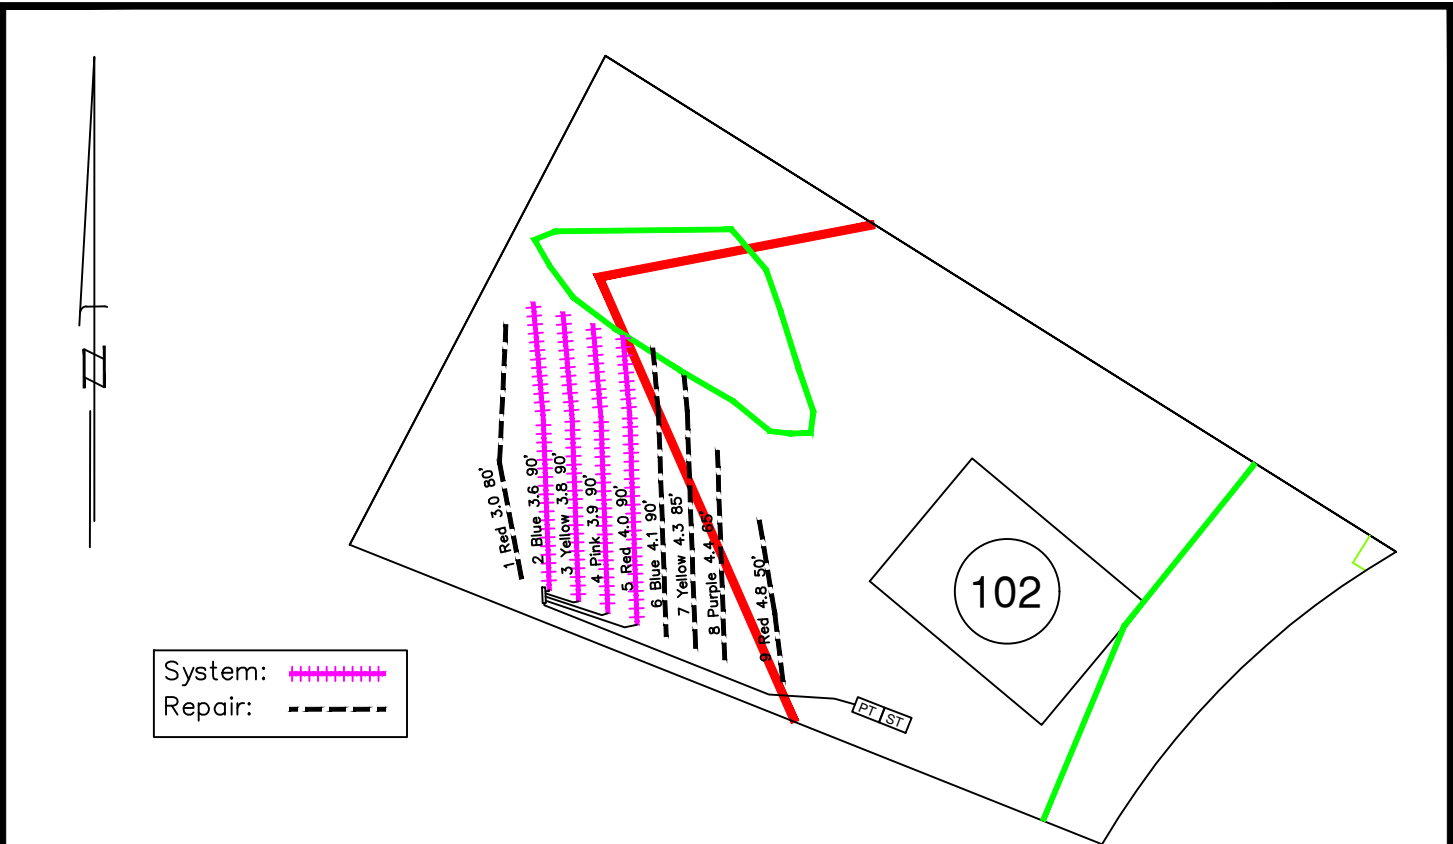 N
1 Red 3.0 80'
2 Blue 3.6 90'
3 Yellow 3.8 90'
4 Pink 3.9 90'
5 Red 4.0 90'
6 Blue 4.1 90'
7 Yellow 4.3 85'
8 Purple 4.4 65'
9 Red 4.8 50'
102
PT ST
System:
Repair: